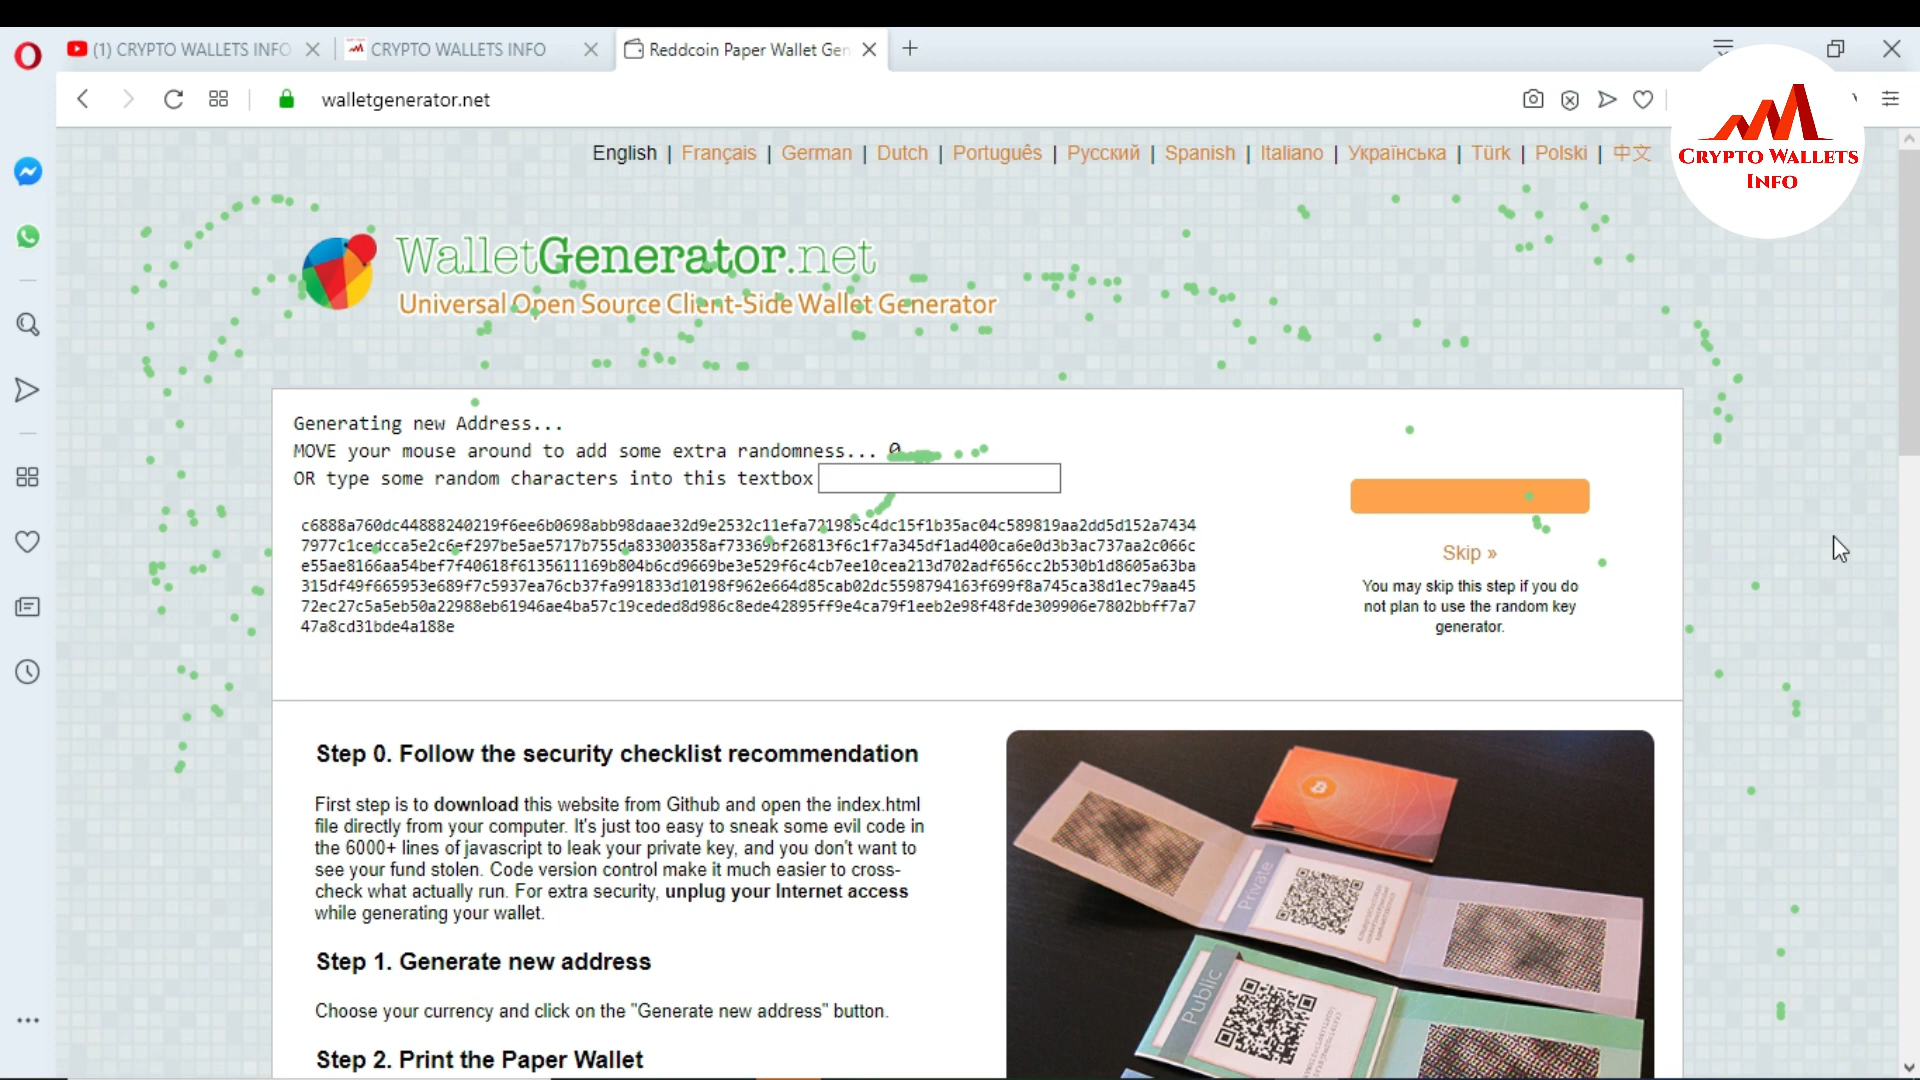 (1) CRYPTO WALLETS INFO
CRYPTO WALLETS INFO
Reddcoin Paper Wallet Gen
walletgenerator.net
CRYPTO WALLETS
INFO
English | Français | German | Dutch | Português | Русский | Spanish | Italiano | Українська | Türk | Polski | 中文
WalletGenerator.net
Universal Open Source Client-Side Wallet Generator
Generating new Address...
MOVE your mouse around to add some extra randomness... 0
OR type some random characters into this textbox
c6888a760dc44888240219f6ee6b0698abb98daae32d9e2532c11efa721985c4dc15f1b35ac04c589819aa2dd5d152a7434
7977c1cedcca5e2c6ef297be5ae5717b755da83300358af73369bf26813f6c1f7a345df1ad400ca6e0d3b3ac737aa2c066c
e55ae8166aa54bef7f40618f6135611169b804b6cd9669be3e529f6c4cb7ee10cea213d702adf656cc2b530b1d8605a63ba
315df49f665953e689f7c5937ea76cb37fa991833d10198f962e664d85cab02dc5598794163f699f8a745ca38d1ec79aa45
72ec27c5a5eb50a22988eb61946ae4ba57c19ceded8d986c8ede42895ff9e4ca79f1eeb2e98f48fde309906e7802bbff7a7
47a8cd31bde4a188e
Skip »
You may skip this step if you do
not plan to use the random key
generator.
Step 0. Follow the security checklist recommendation
First step is to download this website from Github and open the index.html
file directly from your computer. It's just too easy to sneak some evil code in
the 6000+ lines of javascript to leak your private key, and you don't want to
see your fund stolen. Code version control make it much easier to cross-
check what actually run. For extra security, unplug your Internet access
while generating your wallet.
Step 1. Generate new address
Choose your currency and click on the "Generate new address" button.
Step 2. Print the Paper Wallet
Private
Public